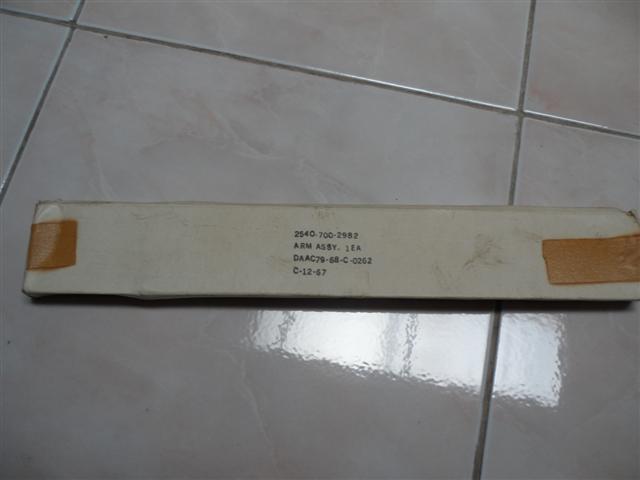 2540-700-2982
ARM ASSY. 1EA
DAAC79-68-C-0262
C-12-67